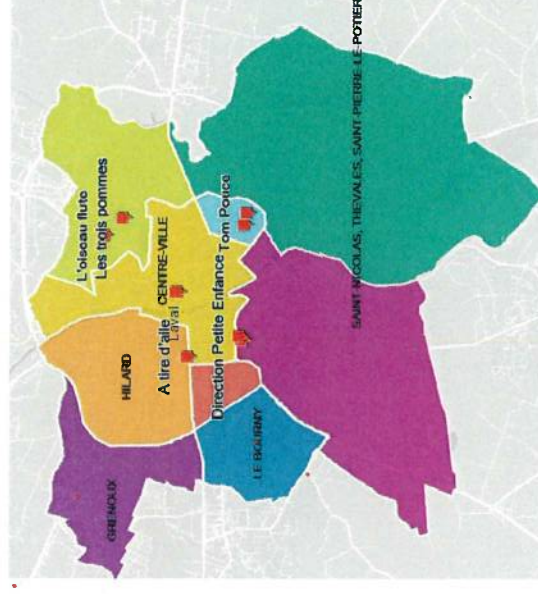 GRENOUX
HILARD
LE BOURNY
A tire d'aile
Laval
CENTRE-VILLE
L'oiseau flute
Les trois pommes
Direction Petite Enfance
Tom Pouce
SAINT-NICOLAS, THEVALES, SAINT-PIERRE-LE-POTIER